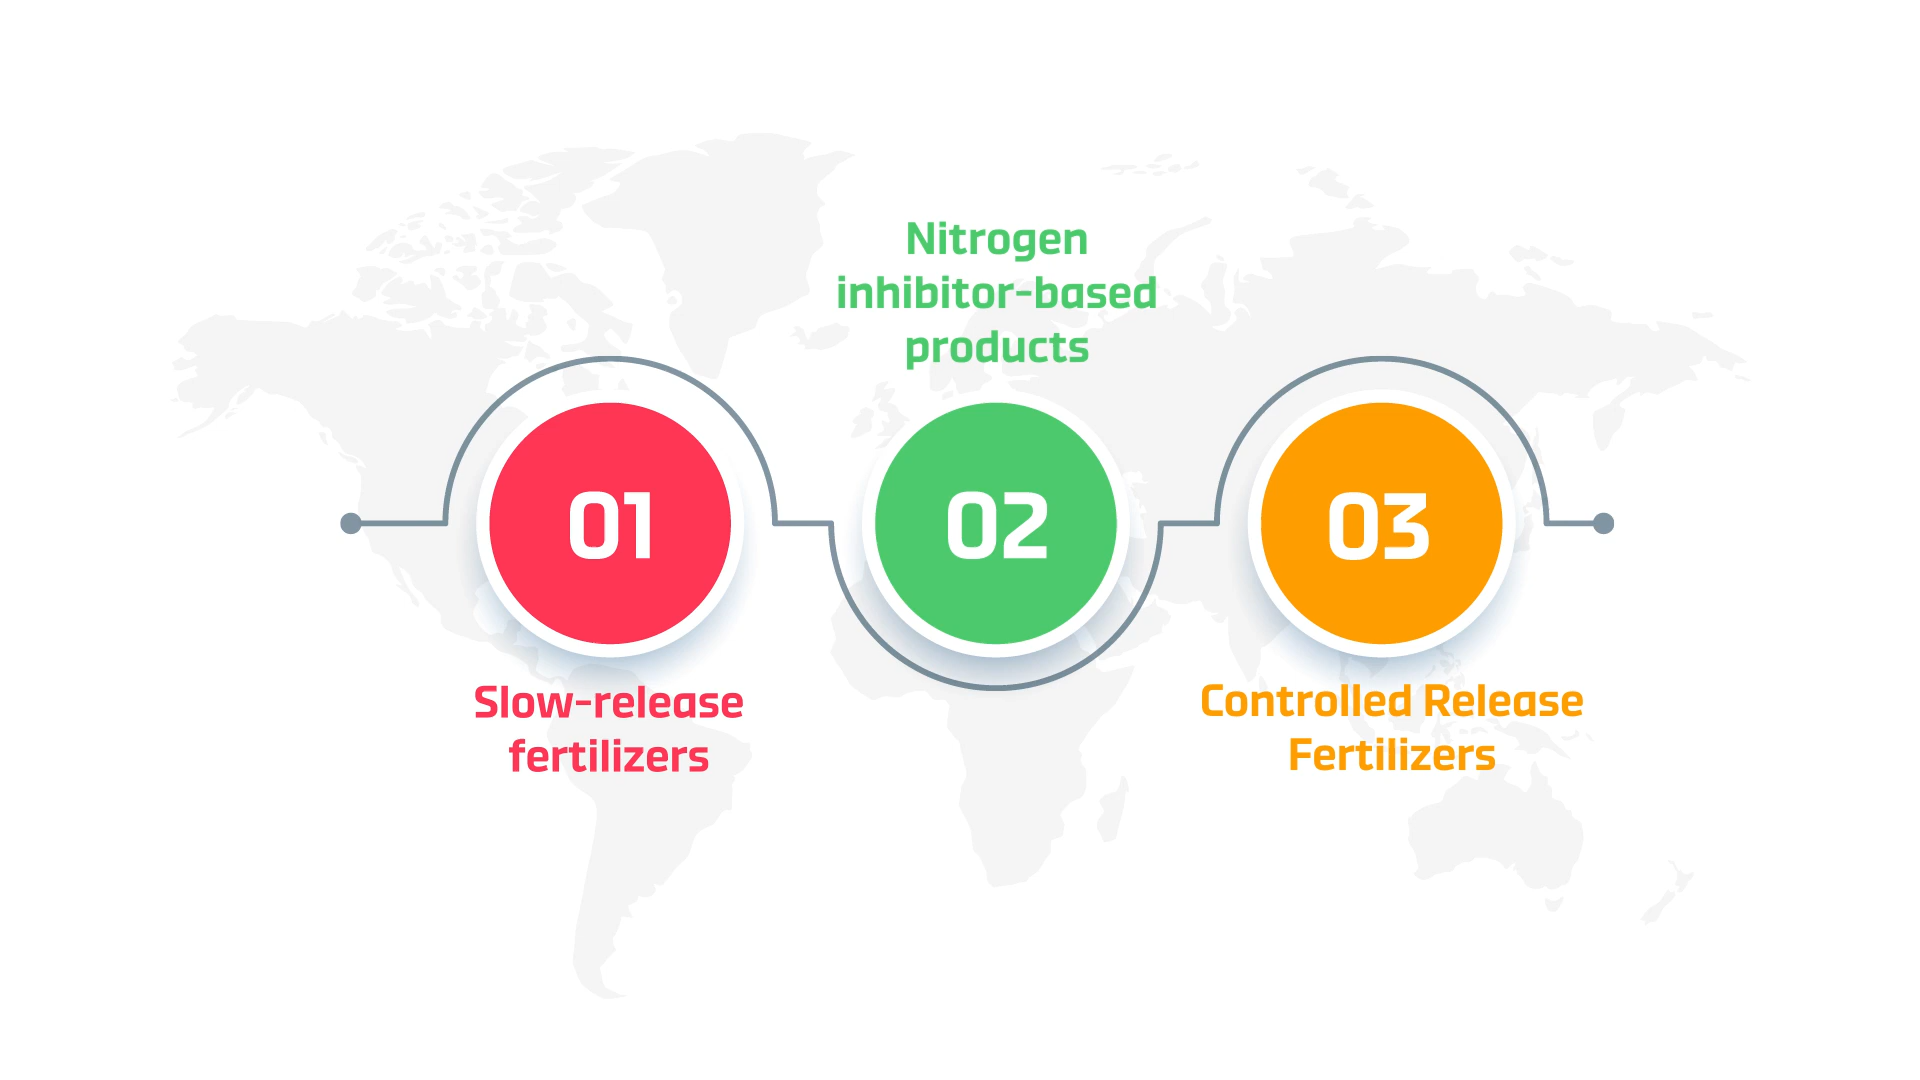 01
Slow-release
fertilizers
Nitrogen
inhibitor-based
products
02
03
Controlled Release
Fertilizers